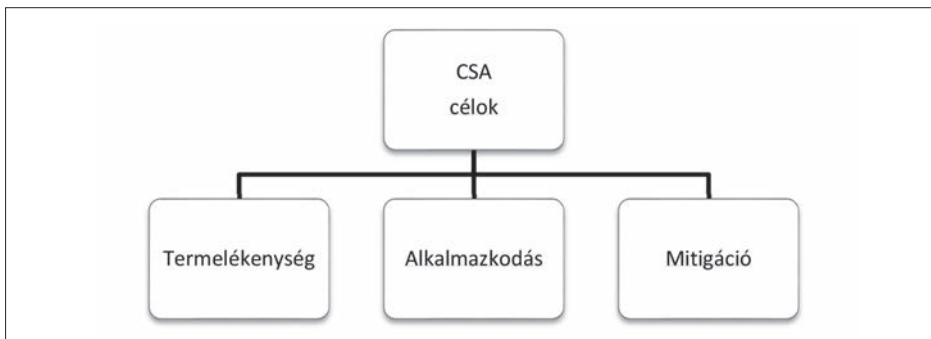 CSA
célok
Termelékenység
Alkalmazkodás
Mitigáció